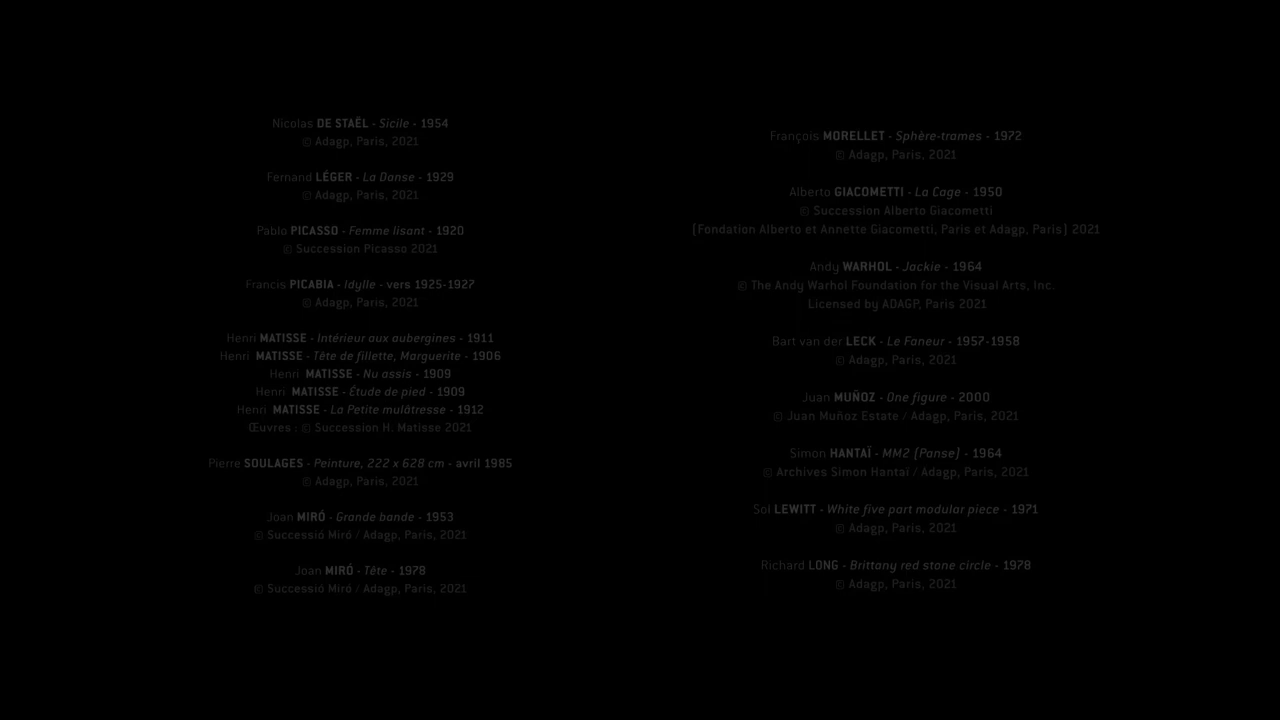 Nicolas DE STAËL - Sicile - 1954
© Adagp, Paris, 2021
Fernand LÉGER - La Danse - 1929
© Adagp, Paris, 2021
Pablo PICASSO - Femme lisant - 1920
© Succession Picasso 2021
Francis PICABIA - Idylle - vers 1925-1927
© Adagp, Paris, 2021
Henri MATISSE - Intérieur aux aubergines - 1911
Henri MATISSE - Tête de fillette, Marguerite - 1906
Henri MATISSE - Nu assis - 1909
Henri MATISSE - Étude de pied - 1909
Henri MATISSE - La Petite mulâtresse - 1912
Œuvres : © Succession H. Matisse 2021
Pierre SOULAGES - Peinture, 222 x 628 cm - avril 1985
© Adagp, Paris, 2021
Joan MIRÓ - Grande bande - 1953
© Successió Miró / Adagp, Paris, 2021
Joan MIRÓ - Tête - 1978
© Successió Miró / Adagp, Paris, 2021
François MORELLET - Sphère-trames - 1972
© Adagp, Paris, 2021
Alberto GIACOMETTI - La Cage - 1950
© Succession Alberto Giacometti
(Fondation Alberto et Annette Giacometti, Paris et Adagp, Paris) 2021
Andy WARHOL - Jackie - 1964
© The Andy Warhol Foundation for the Visual Arts, Inc.
Licensed by ADAGP, Paris 2021
Bart van der LECK - Le Faneur - 1957-1958
© Adagp, Paris, 2021
Juan MUÑOZ - One figure - 2000
© Juan Muñoz Estate / Adagp, Paris, 2021
Simon HANTAÏ - MM2 (Panse) - 1964
© Archives Simon Hantaï / Adagp, Paris, 2021
Sol LEWITT - White five part modular piece - 1971
© Adagp, Paris, 2021
Richard LONG - Brittany red stone circle - 1978
© Adagp, Paris, 2021